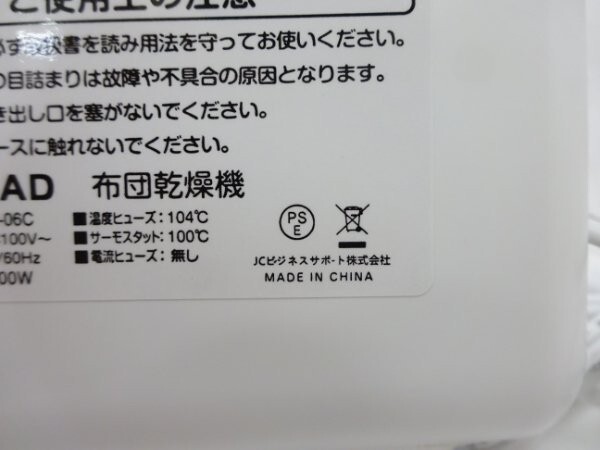 ご使用上の注意
必ず取扱書を読み用法を守ってお使いください。
の目詰まりは故障や不具合の原因となります。
き出し口を塞がないでください。
ースに触れないでください。
AD 布団乾燥機
-06C ■温度ヒューズ：104℃
100V～ ■サーモスタッド：100℃
/60Hz ■電流ヒューズ：無し
00W
PS
E
JCビジネスサポート株式会社
MADE IN CHINA